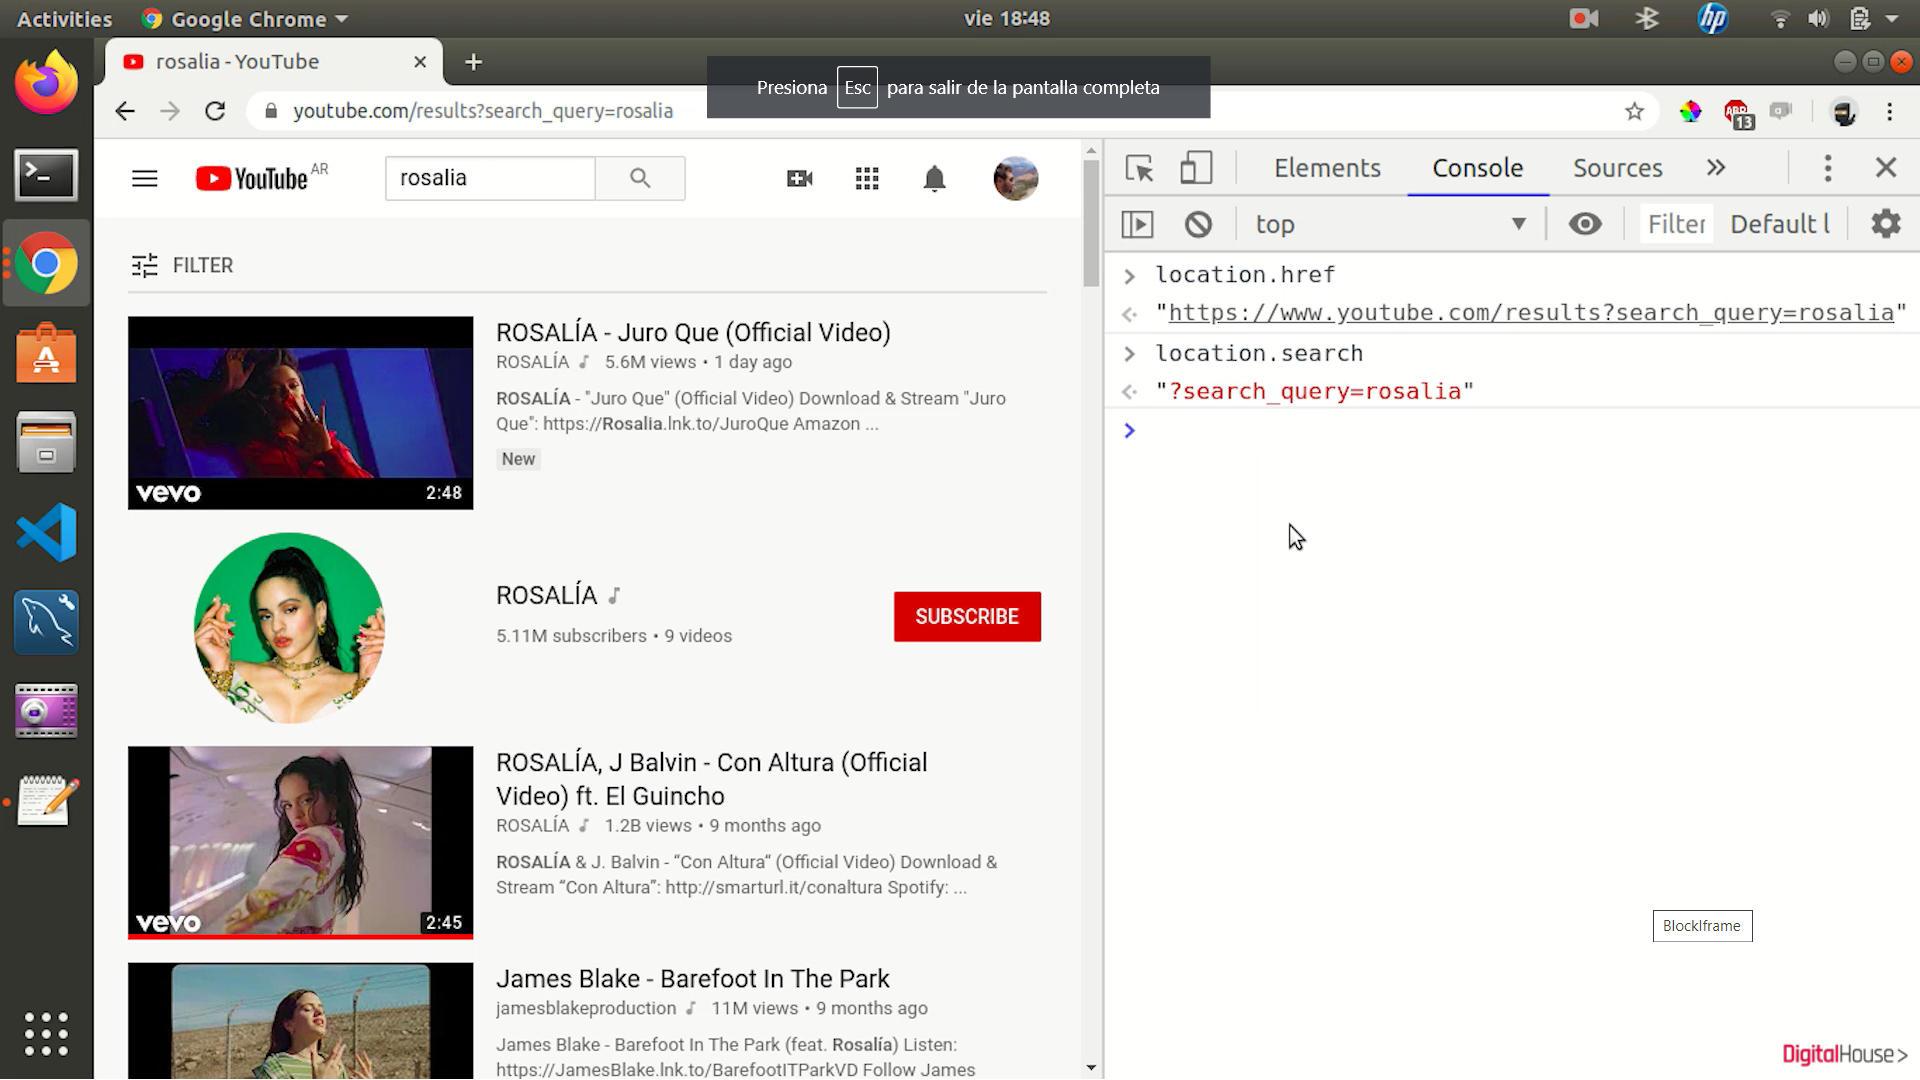 Activities
Google Chrome
vie 18:48
hp
rosalia - YouTube
Presiona Esc para salir de la pantalla completa
youtube.com/results?search_query=rosalia
ABP
13
YouTube AR
rosalia
FILTER
ROSALÍA - Juro Que (Official Video)
ROSALÍA 5.6M views • 1 day ago
ROSALÍA - "Juro Que" (Official Video) Download & Stream "Juro
Que": https://Rosalia.lnk.to/JuroQue Amazon ...
New
vevo
2:48
ROSALÍA
5.11M subscribers • 9 videos
SUBSCRIBE
ROSALÍA, J Balvin - Con Altura (Official
Video) ft. El Guincho
ROSALÍA 1.2B views • 9 months ago
ROSALÍA & J. Balvin - “Con Altura“ (Official Video) Download &
Stream “Con Altura”: http://smarturl.it/conaltura Spotify: ...
vevo
2:45
James Blake - Barefoot In The Park
jamesblakeproduction 11M views • 9 months ago
James Blake - Barefoot In The Park (feat. Rosalía) Listen:
https://JamesBlake.lnk.to/BarefootITParkVD Follow James
Elements Console Sources
top
Filter
Default l
> location.href
"https://www.youtube.com/results?search_query=rosalia"
> location.search
"?search_query=rosalia"
>
BlockIframe
DigitalHouse>